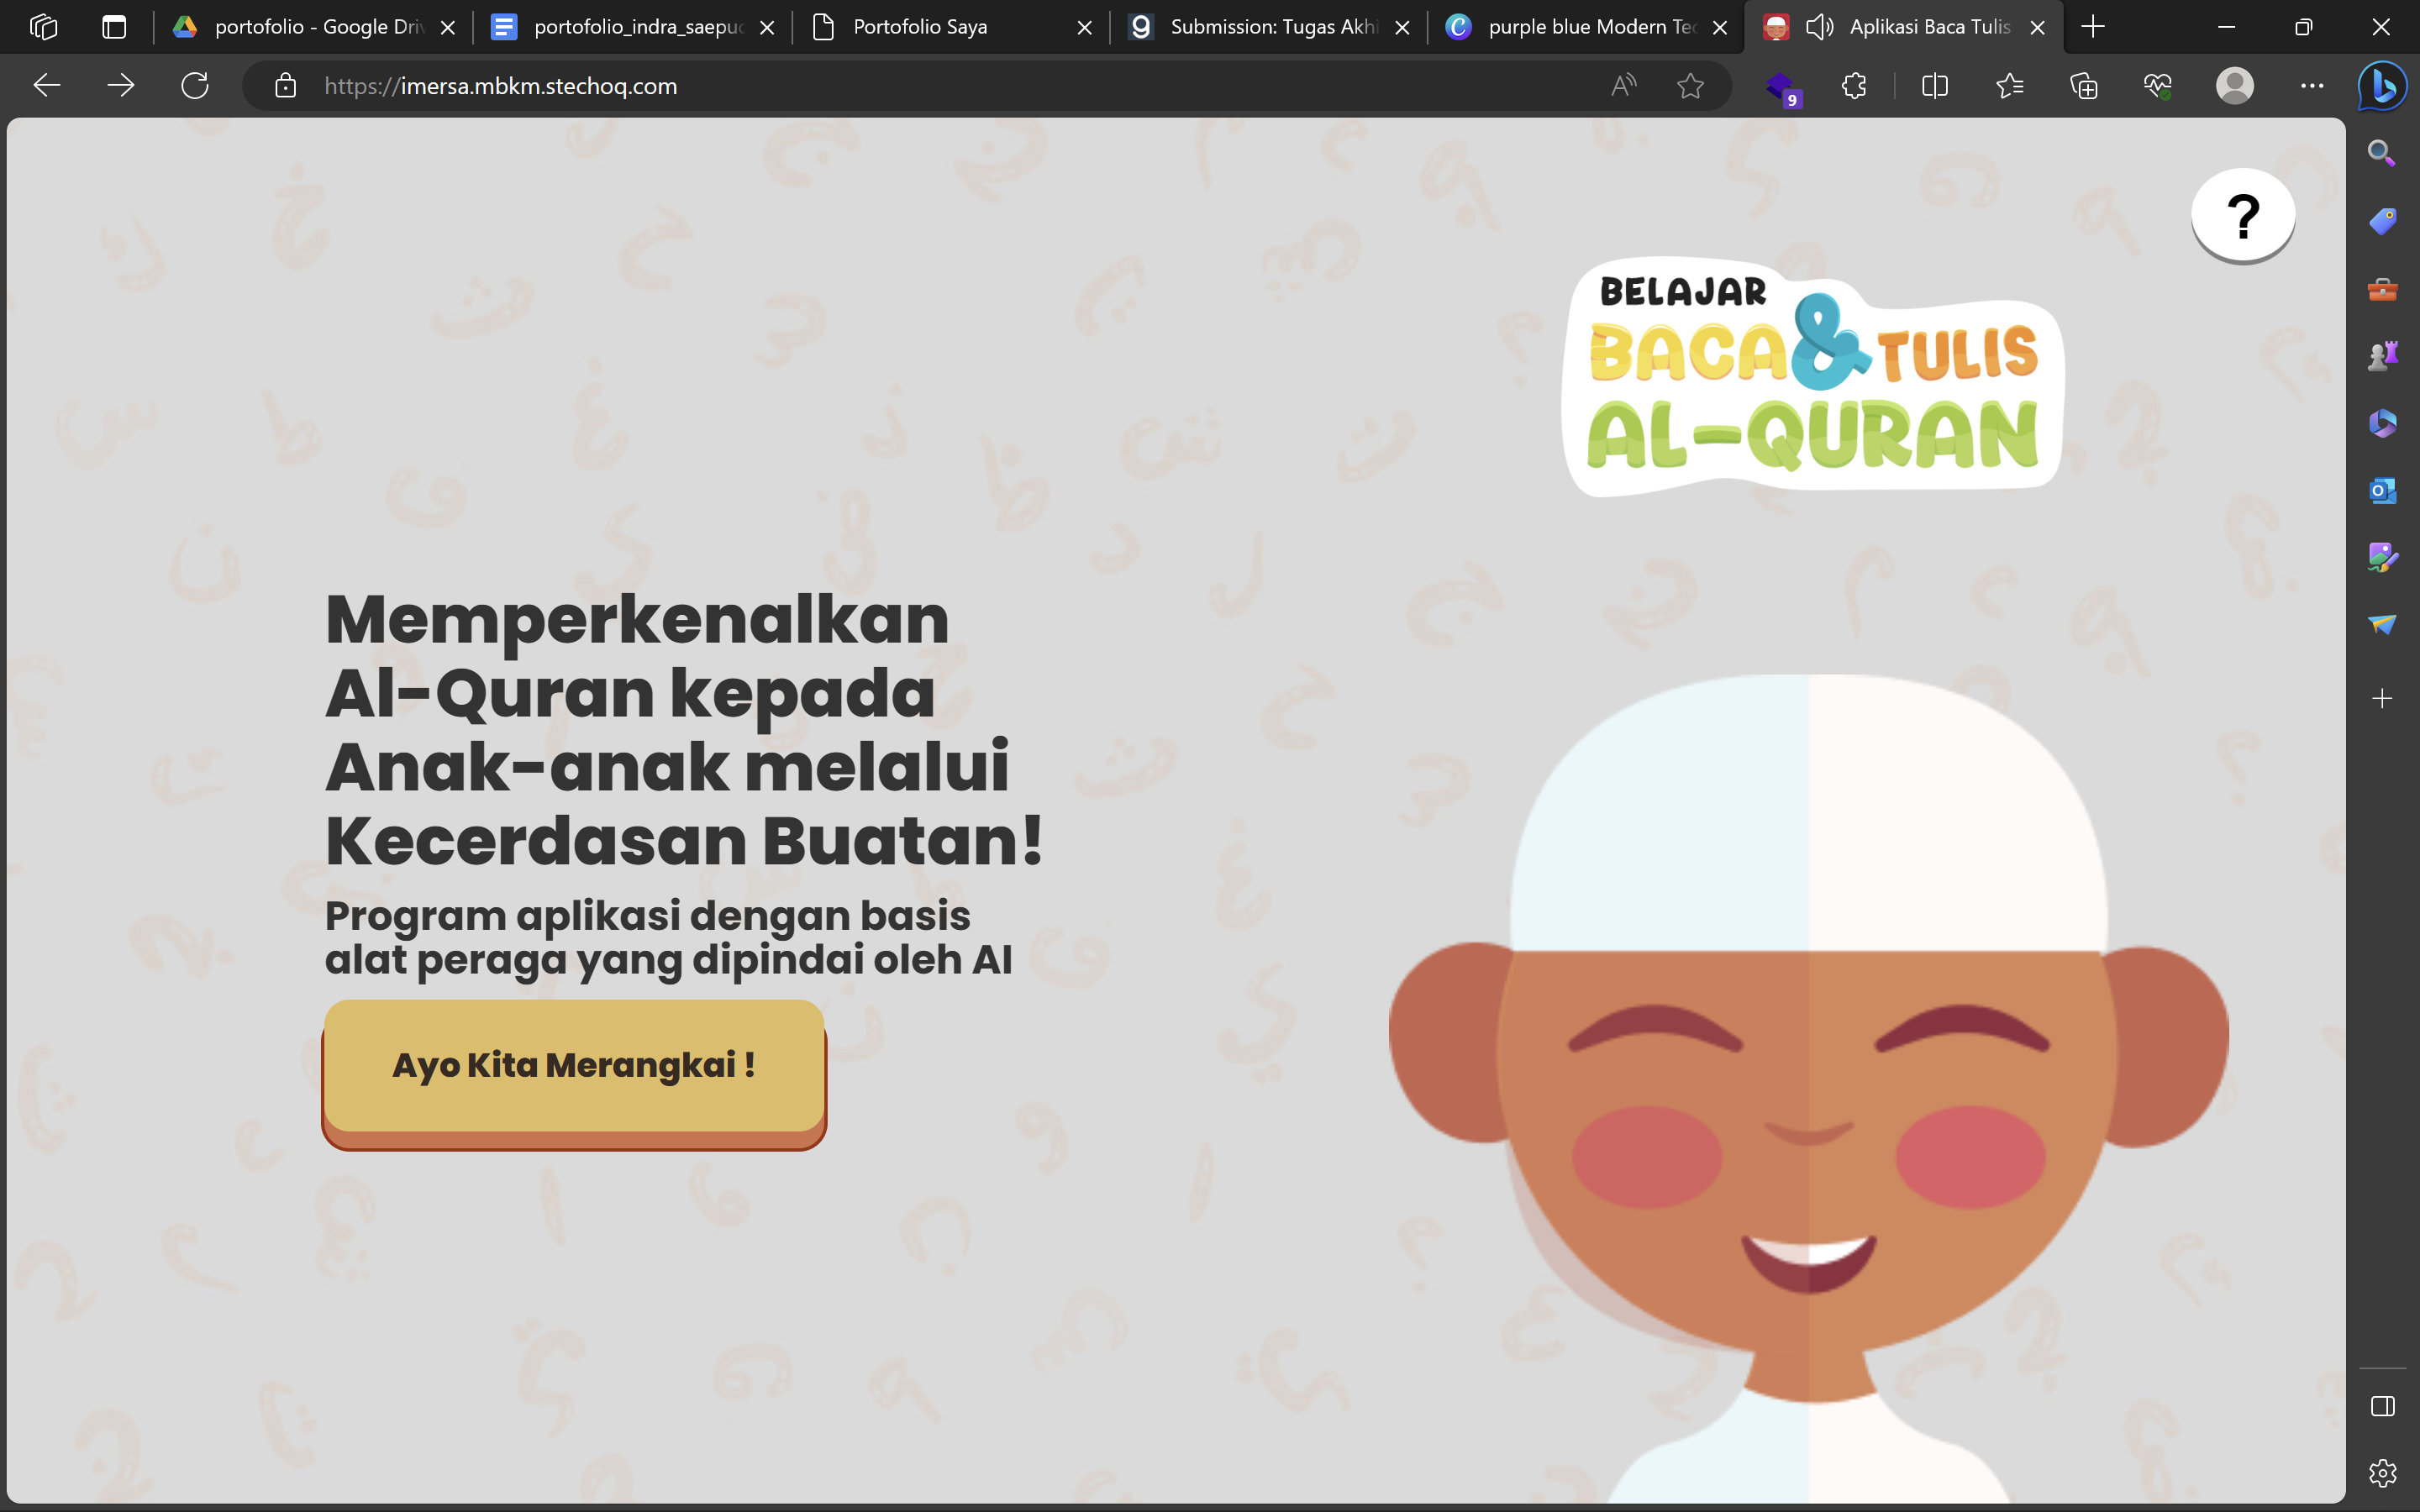 portofolio - Google Driv
portofolio_indra_saepud
Portofolio Saya
Submission: Tugas Akhi
purple blue Modern Tec
Aplikasi Baca Tulis
https://imersa.mbkm.stechoq.com
9
?
BELAJAR
BACA & TULIS
AL-QURAN
Memperkenalkan
Al-Quran kepada
Anak-anak melalui
Kecerdasan Buatan!
Program aplikasi dengan basis
alat peraga yang dipindai oleh AI
Ayo Kita Merangkai !